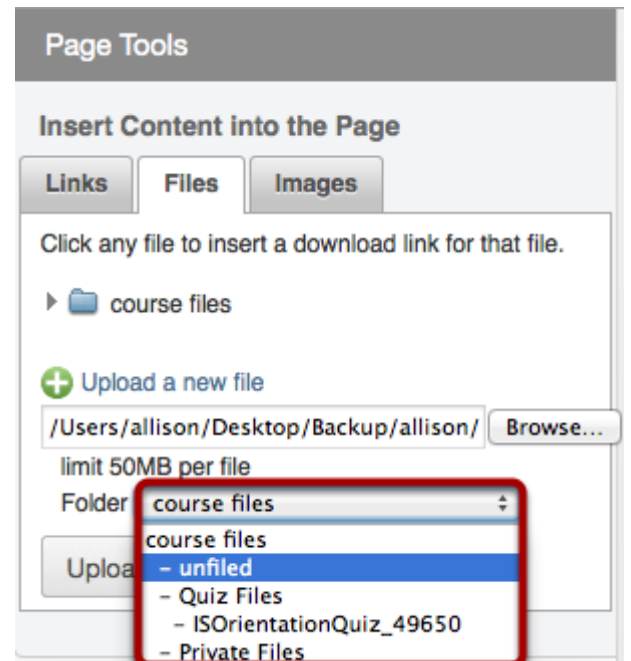 Page Tools
Insert Content into the Page
Links Files Images
Click any file to insert a download link for that file.
course files
Upload a new file
/Users/allison/Desktop/Backup/allison/ Browse...
limit 50MB per file
Folder course files
course files
Uploa – unfiled
– Quiz Files
– ISOrientationQuiz_49650
– Private Files